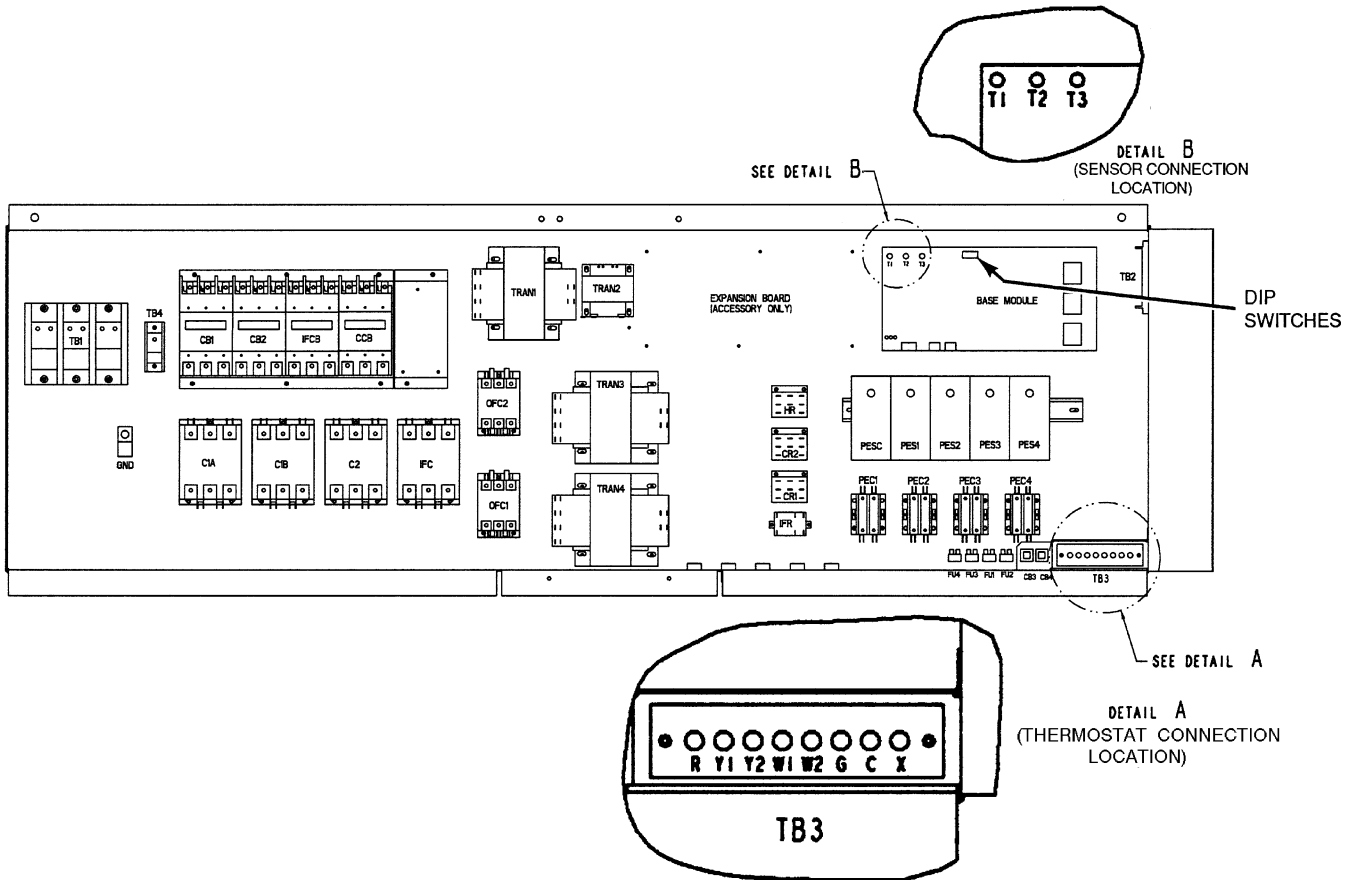 T1 T2 T3
DETAIL B
(SENSOR CONNECTION
LOCATION)
SEE DETAIL B
T1 T2 T3
BASE MODULE
TB2
DIP
SWITCHES
EXPANSION BOARD
(ACCESSORY ONLY)
TRAN1
TRAN2
TB1
TB4
CB1
CB2
IFCB
CCB
TRAN3
OFC2
HR
CR2
CR1
IFR
PESC
PES1
PES2
PES3
PES4
GND
C1A
C1B
C2
IFC
OFC1
TRAN4
PEC1
PEC2
PEC3
PEC4
FU4
FU3
FU1
FU2
CB3
CB4
TB3
SEE DETAIL A
DETAIL A
(THERMOSTAT CONNECTION
LOCATION)
R Y1 Y2 W1 W2 G C X
TB3